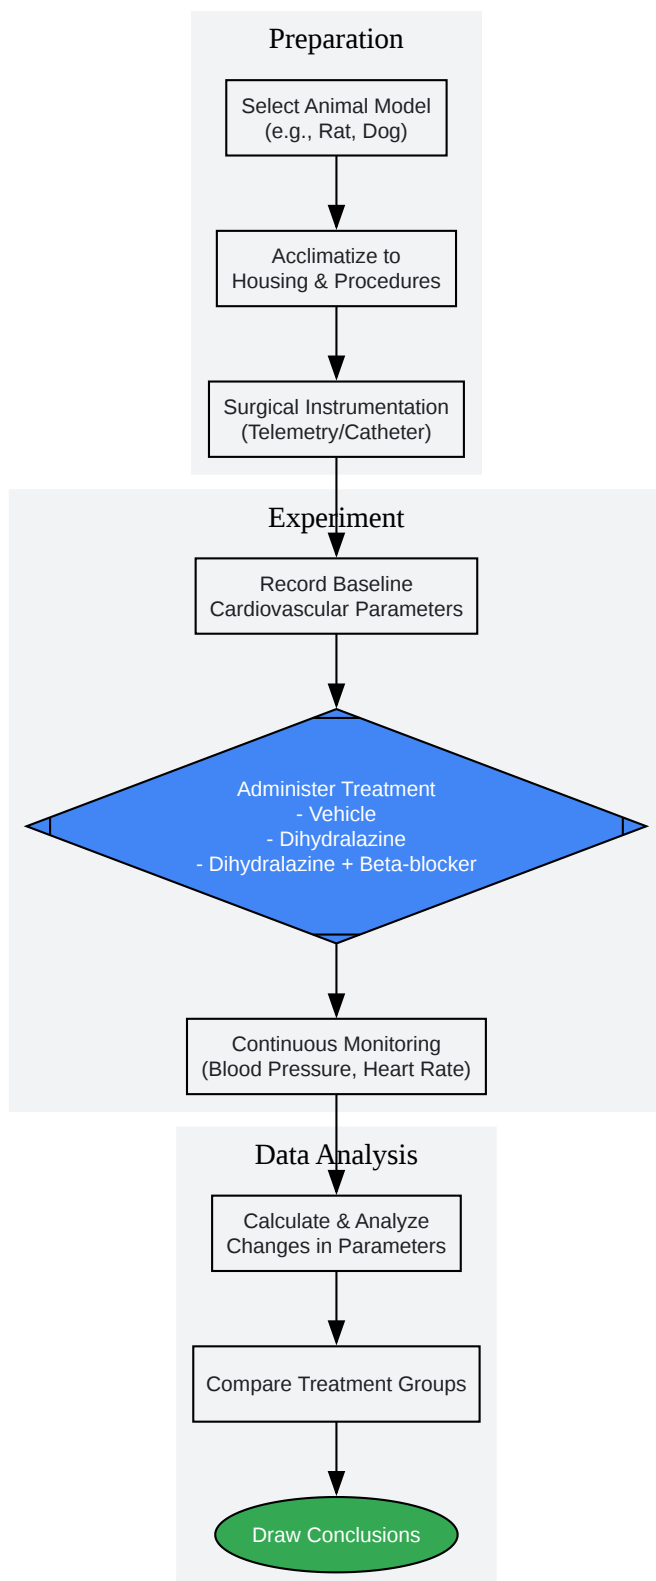 Preparation
Select Animal Model
(e.g., Rat, Dog)
Acclimatize to
Housing & Procedures
Surgical Instrumentation
(Telemetry/Catheter)
Experiment
Record Baseline
Cardiovascular Parameters
Administer Treatment
- Vehicle
- Dihydralazine
- Dihydralazine + Beta-blocker
Continuous Monitoring
(Blood Pressure, Heart Rate)
Data Analysis
Calculate & Analyze
Changes in Parameters
Compare Treatment Groups
Draw Conclusions